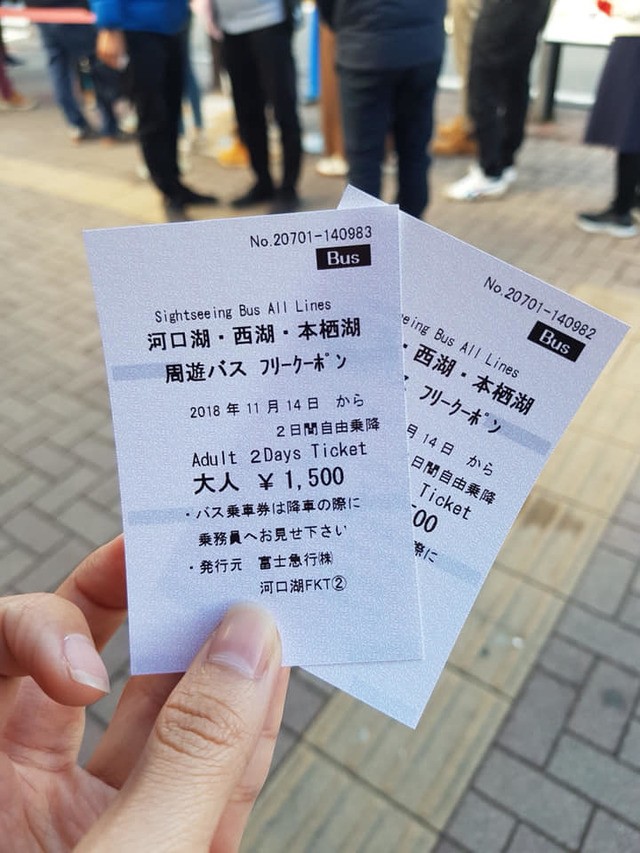 No.20701-140983
Bus
Sightseeing Bus All Lines
河口湖・西湖・本栖湖
周遊バス フリークーポン
2018 年 11 月 14 日 から
2日間自由乗降
Adult 2Days Ticket
大人 ¥ 1,500
・バス乗車券は降車の際に
乗務員へお見せ下さい
・発行元 富士急行㈱
河口湖FKT②
No.20701-140982
Bus
eeing Bus All Lines
・西湖・本栖湖
フリークーポン
月 14 日 から
日間自由乗降
Ticket
00
際に